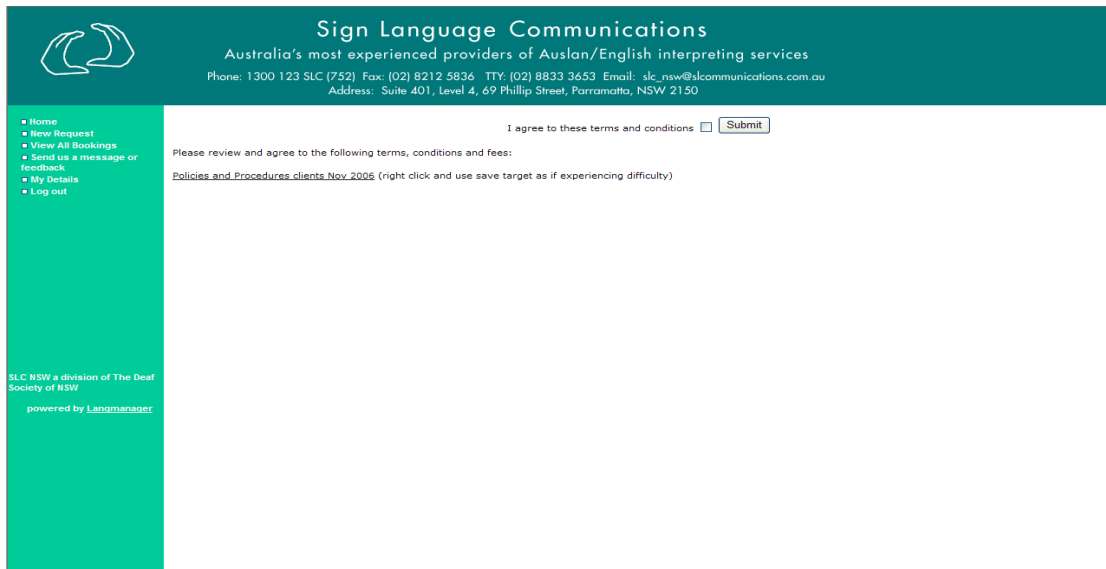 Sign Language Communications
Australia's most experienced providers of Auslan/English interpreting services
Phone: 1300 123 SLC (752) Fax: (02) 8212 5836 TTY: (02) 8833 3653 Email: slc_nsw@slcommunications.com.au
Address: Suite 401, Level 4, 69 Phillip Street, Parramatta, NSW 2150
Home
New Request
View All Bookings
Send us a message or
feedback
My Details
Log out
SLC NSW a division of The Deaf
Society of NSW
powered by Langmanager
I agree to these terms and conditions Submit
Please review and agree to the following terms, conditions and fees:
Policies and Procedures clients Nov 2006 (right click and use save target as if experiencing difficulty)